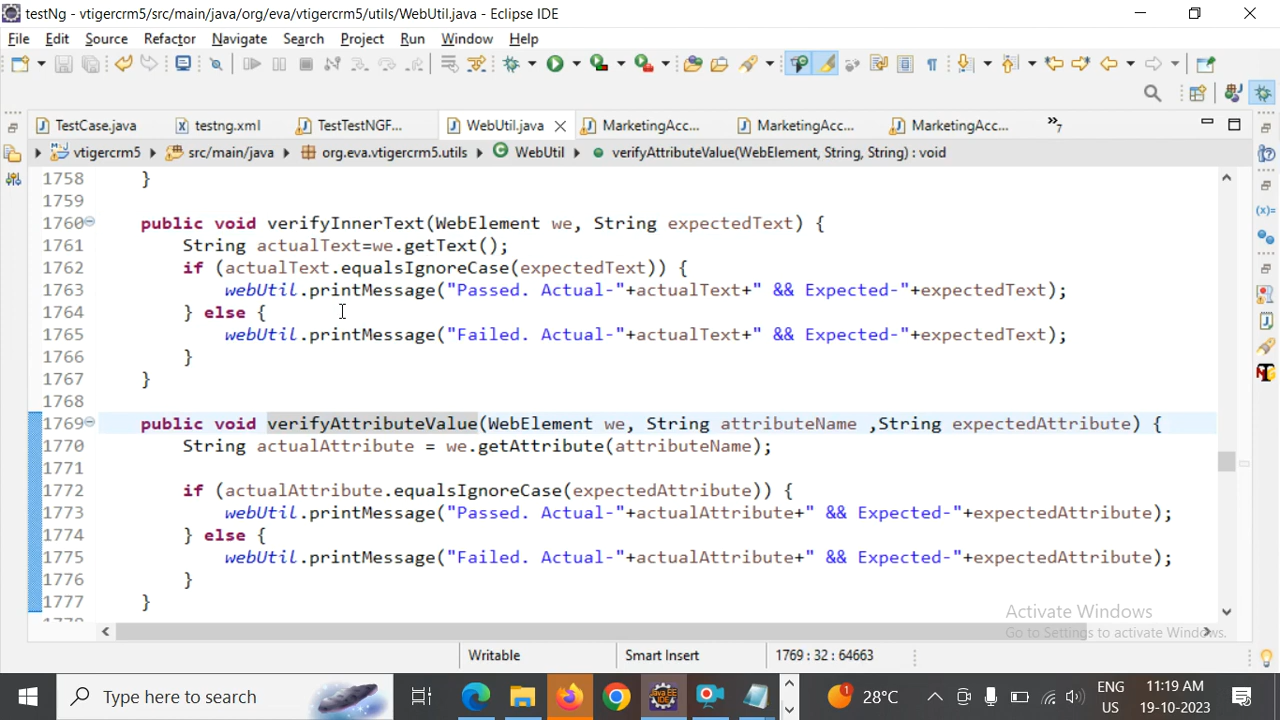 testNg - vtigercrm5/src/main/java/org/eva/vtigercrm5/utils/WebUtil.java - Eclipse IDE
File Edit Source Refactor Navigate Search Project Run Window Help
TestCase.java testng.xml TestTestNGF... WebUtil.java MarketingAcc... MarketingAcc... MarketingAcc... »7
vtigercrm5 src/main/java org.eva.vtigercrm5.utils WebUtil verifyAttributeValue(WebElement, String, String) : void
1758 }
1759
1760 public void verifyInnerText(WebElement we, String expectedText) {
1761 String actualText=we.getText();
1762 if (actualText.equalsIgnoreCase(expectedText)) {
1763 webUtil.printMessage("Passed. Actual-"+actualText+" && Expected-"+expectedText);
1764 } else {
1765 webUtil.printMessage("Failed. Actual-"+actualText+" && Expected-"+expectedText);
1766 }
1767 }
1768
1769 public void verifyAttributeValue(WebElement we, String attributeName ,String expectedAttribute) {
1770 String actualAttribute = we.getAttribute(attributeName);
1771
1772 if (actualAttribute.equalsIgnoreCase(expectedAttribute)) {
1773 webUtil.printMessage("Passed. Actual-"+actualAttribute+" && Expected-"+expectedAttribute);
1774 } else {
1775 webUtil.printMessage("Failed. Actual-"+actualAttribute+" && Expected-"+expectedAttribute);
1776 }
1777 }
Activate Windows
Go to Settings to activate Windows.
Writable Smart Insert 1769 : 32 : 64663
Type here to search 1 28°C ENG US 11:19 AM 19-10-2023